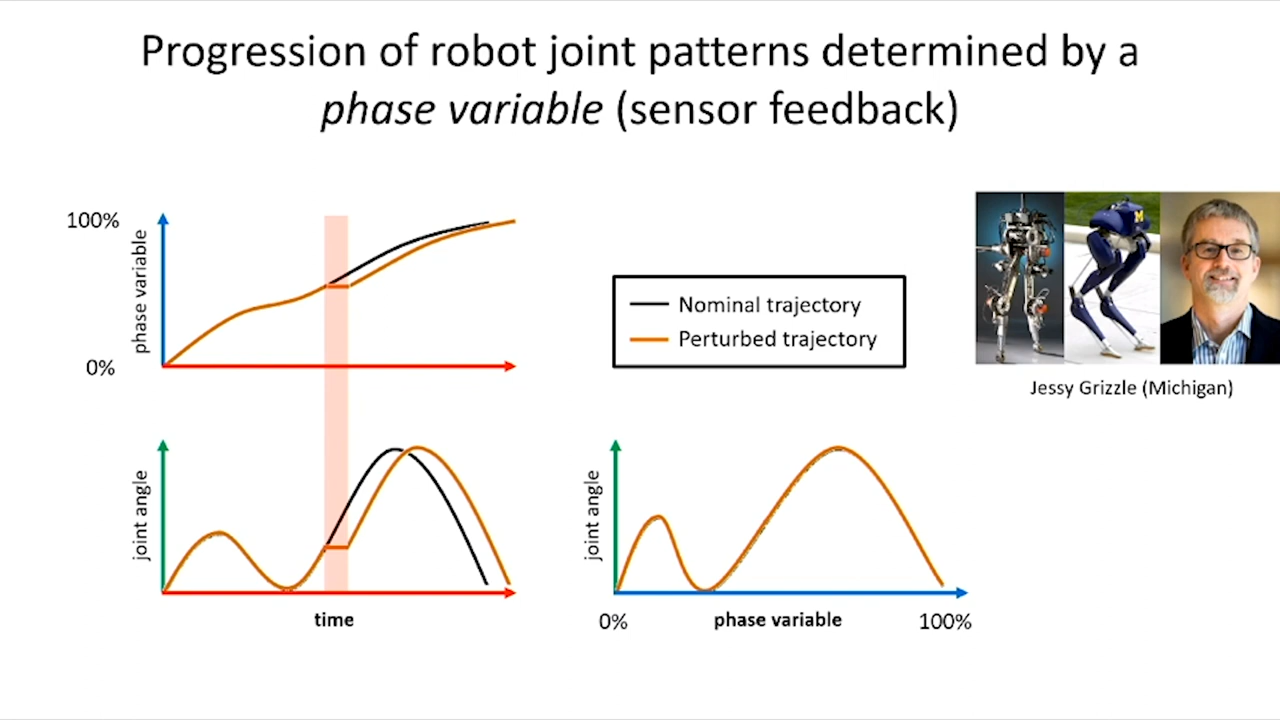 Progression of robot joint patterns determined by a
phase variable (sensor feedback)
100%
phase variable
0%
Nominal trajectory
Perturbed trajectory
M
Jessy Grizzle (Michigan)
joint angle
time
joint angle
0%
phase variable
100%